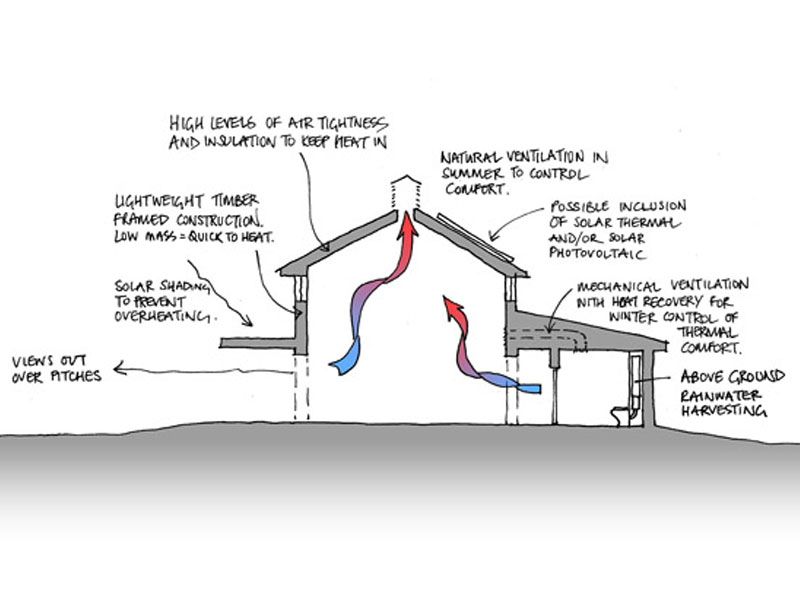 HIGH LEVELS OF AIR TIGHTNESS
AND INSULATION TO KEEP HEAT IN
NATURAL VENTILATION IN
SUMMER TO CONTROL
COMFORT.
LIGHTWEIGHT TIMBER
FRAMED CONSTRUCTION.
LOW MASS = QUICK TO HEAT.
POSSIBLE INCLUSION
OF SOLAR THERMAL
AND/OR SOLAR
PHOTOVOLTAIC
SOLAR SHADING
TO PREVENT
OVERHEATING.
MECHANICAL VENTILATION
WITH HEAT RECOVERY FOR
WINTER CONTROL OF
THERMAL
COMFORT.
VIEWS OUT
OVER PITCHES
ABOVE GROUND
RAINWATER
HARVESTING